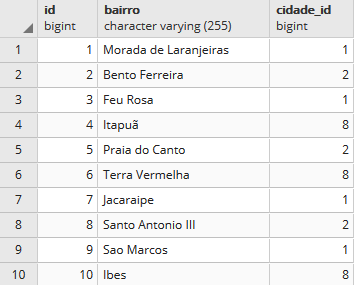 id bairro cidade_id
bigint character varying (255) bigint
1 1 Morada de Laranjeiras 1
2 2 Bento Ferreira 2
3 3 Feu Rosa 1
4 4 Itapuã 8
5 5 Praia do Canto 2
6 6 Terra Vermelha 8
7 7 Jacaraipe 1
8 8 Santo Antonio III 2
9 9 Sao Marcos 1
10 10 Ibes 8